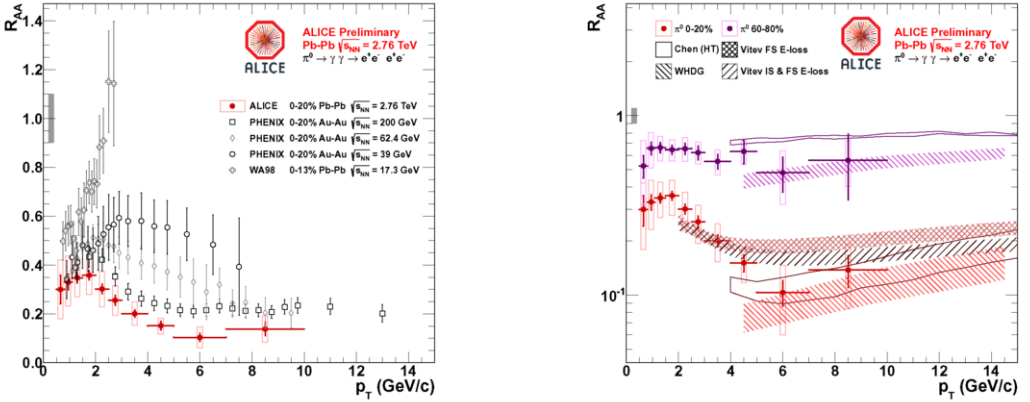 R_AA
1.4
1.2
1.0
0.8
0.6
0.4
0.2
0.0
0 2 4 6 8 10 12 14
p_T (GeV/c)
ALICE
ALICE Preliminary
Pb-Pb √s_NN = 2.76 TeV
π⁰ → γ γ → e⁺e⁻ e⁺e⁻
ALICE 0-20% Pb-Pb √s_NN = 2.76 TeV
PHENIX 0-20% Au-Au √s_NN = 200 GeV
PHENIX 0-20% Au-Au √s_NN = 62.4 GeV
PHENIX 0-20% Au-Au √s_NN = 39 GeV
WA98 0-13% Pb-Pb √s_NN = 17.3 GeV
R_AA
1
10⁻¹
0 2 4 6 8 10 12 14
p_T (GeV/c)
π⁰ 0-20% π⁰ 60-80%
Chen (HT) Vitev FS E-loss
WHDG Vitev IS & FS E-loss
ALICE
ALICE Preliminary
Pb-Pb √s_NN = 2.76 TeV
π⁰ → γ γ → e⁺e⁻ e⁺e⁻